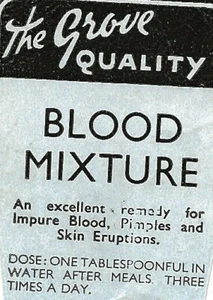 The Grove
QUALITY
BLOOD
MIXTURE
An excellent remedy for
Impure Blood, Pimples and
Skin Eruptions.
DOSE: ONE TABLESPOONFUL IN
WATER AFTER MEALS. THREE
TIMES A DAY.